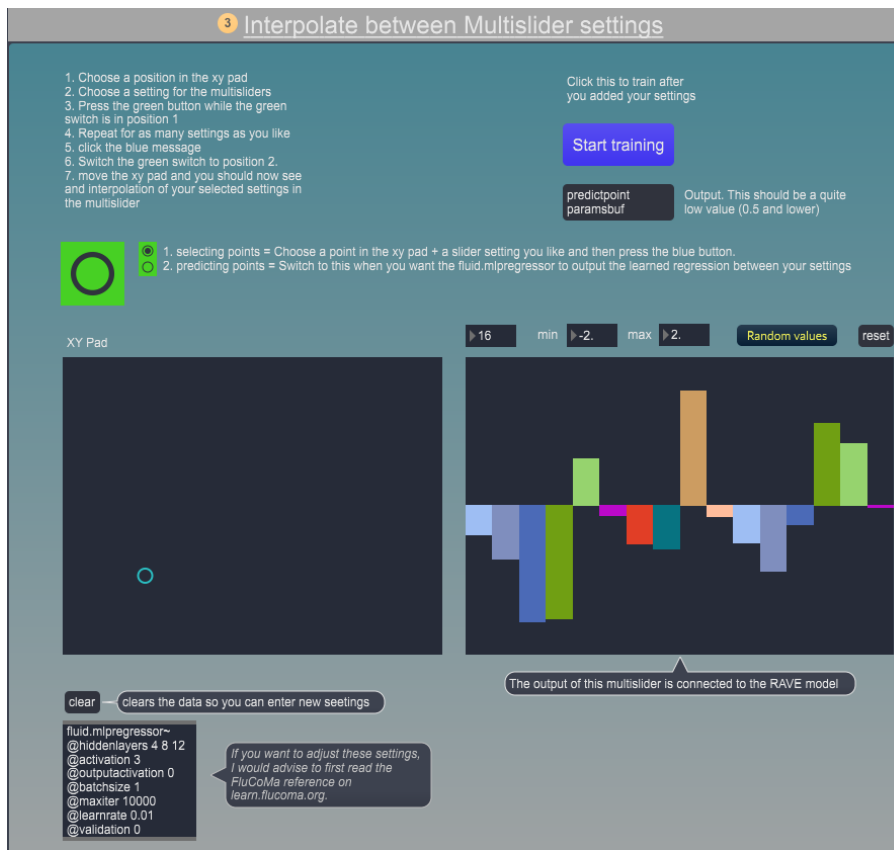 3 Interpolate between Multislider settings
1. Choose a position in the xy pad
2. Choose a setting for the multisliders
3. Press the green button while the green
switch is in position 1
4. Repeat for as many settings as you like
5. click the blue message
6. Switch the green switch to position 2.
7. move the xy pad and you should now see
and interpolation of your selected settings in
the multislider
Click this to train after
you added your settings
Start training
predictpoint
paramsbuf
Output. This should be a quite
low value (0.5 and lower)
1. selecting points = Choose a point in the xy pad + a slider setting you like and then press the blue button.
2. predicting points = Switch to this when you want the fluid.mlpregressor to output the learned regression between your settings
XY Pad
16
min
-2.
max
2.
Random values
reset
The output of this multislider is connected to the RAVE model
clear
clears the data so you can enter new seetings
fluid.mlpregressor~
@hiddenlayers 4 8 12
@activation 3
@outputactivation 0
@batchsize 1
@maxiter 10000
@learnrate 0.01
@validation 0
If you want to adjust these settings,
I would advise to first read the
FluCoMa reference on
learn.flucoma.org.